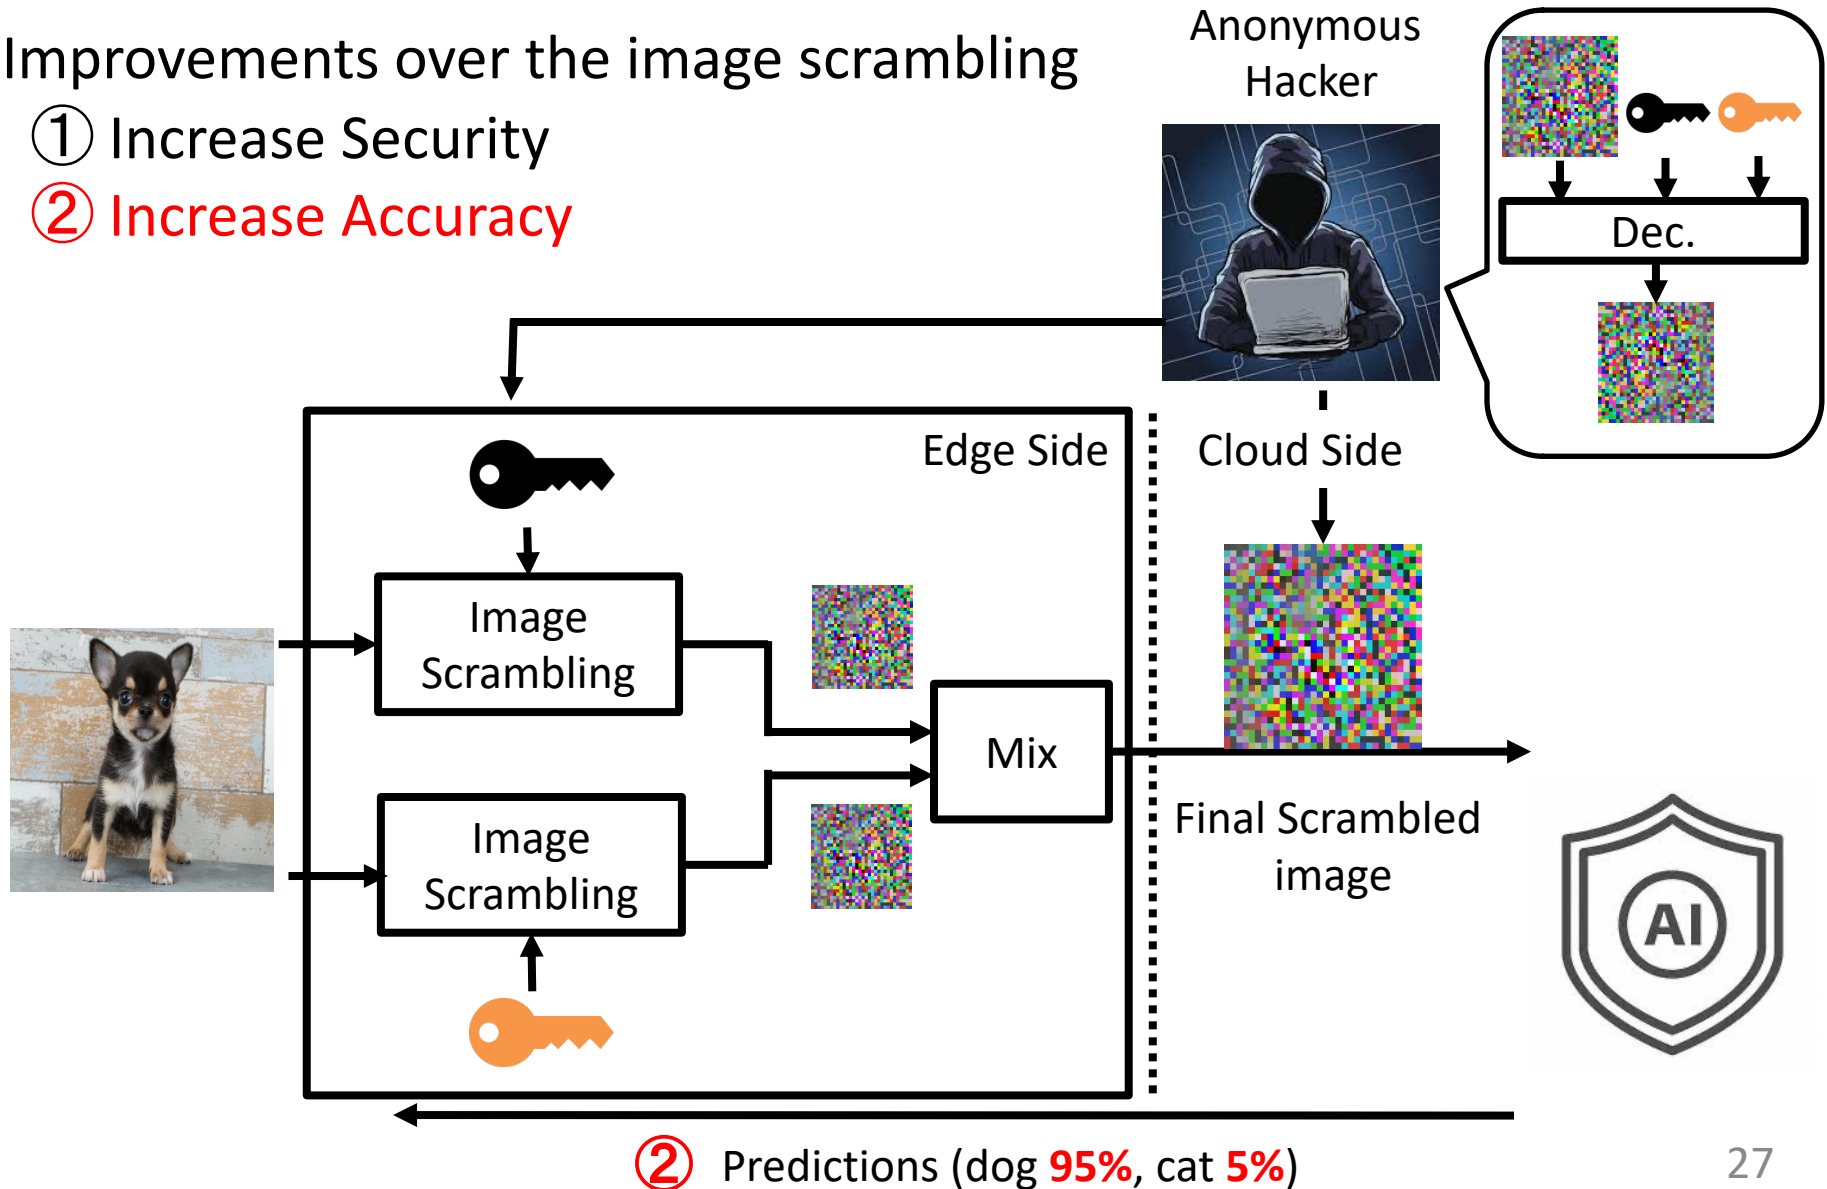 Improvements over the image scrambling
① Increase Security
② Increase Accuracy
Anonymous
Hacker
Dec.
Edge Side
Cloud Side
Image
Scrambling
Mix
Image
Scrambling
Final Scrambled
image
AI
② Predictions (dog 95%, cat 5%)
27